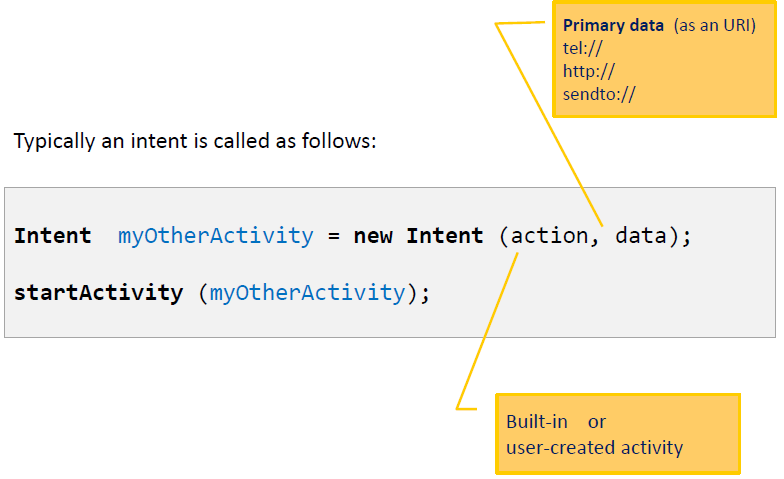 Primary data (as an URI)
tel://
http://
sendto://
Typically an intent is called as follows:
Intent myOtherActivity = new Intent (action, data);
startActivity (myOtherActivity);
Built-in or
user-created activity